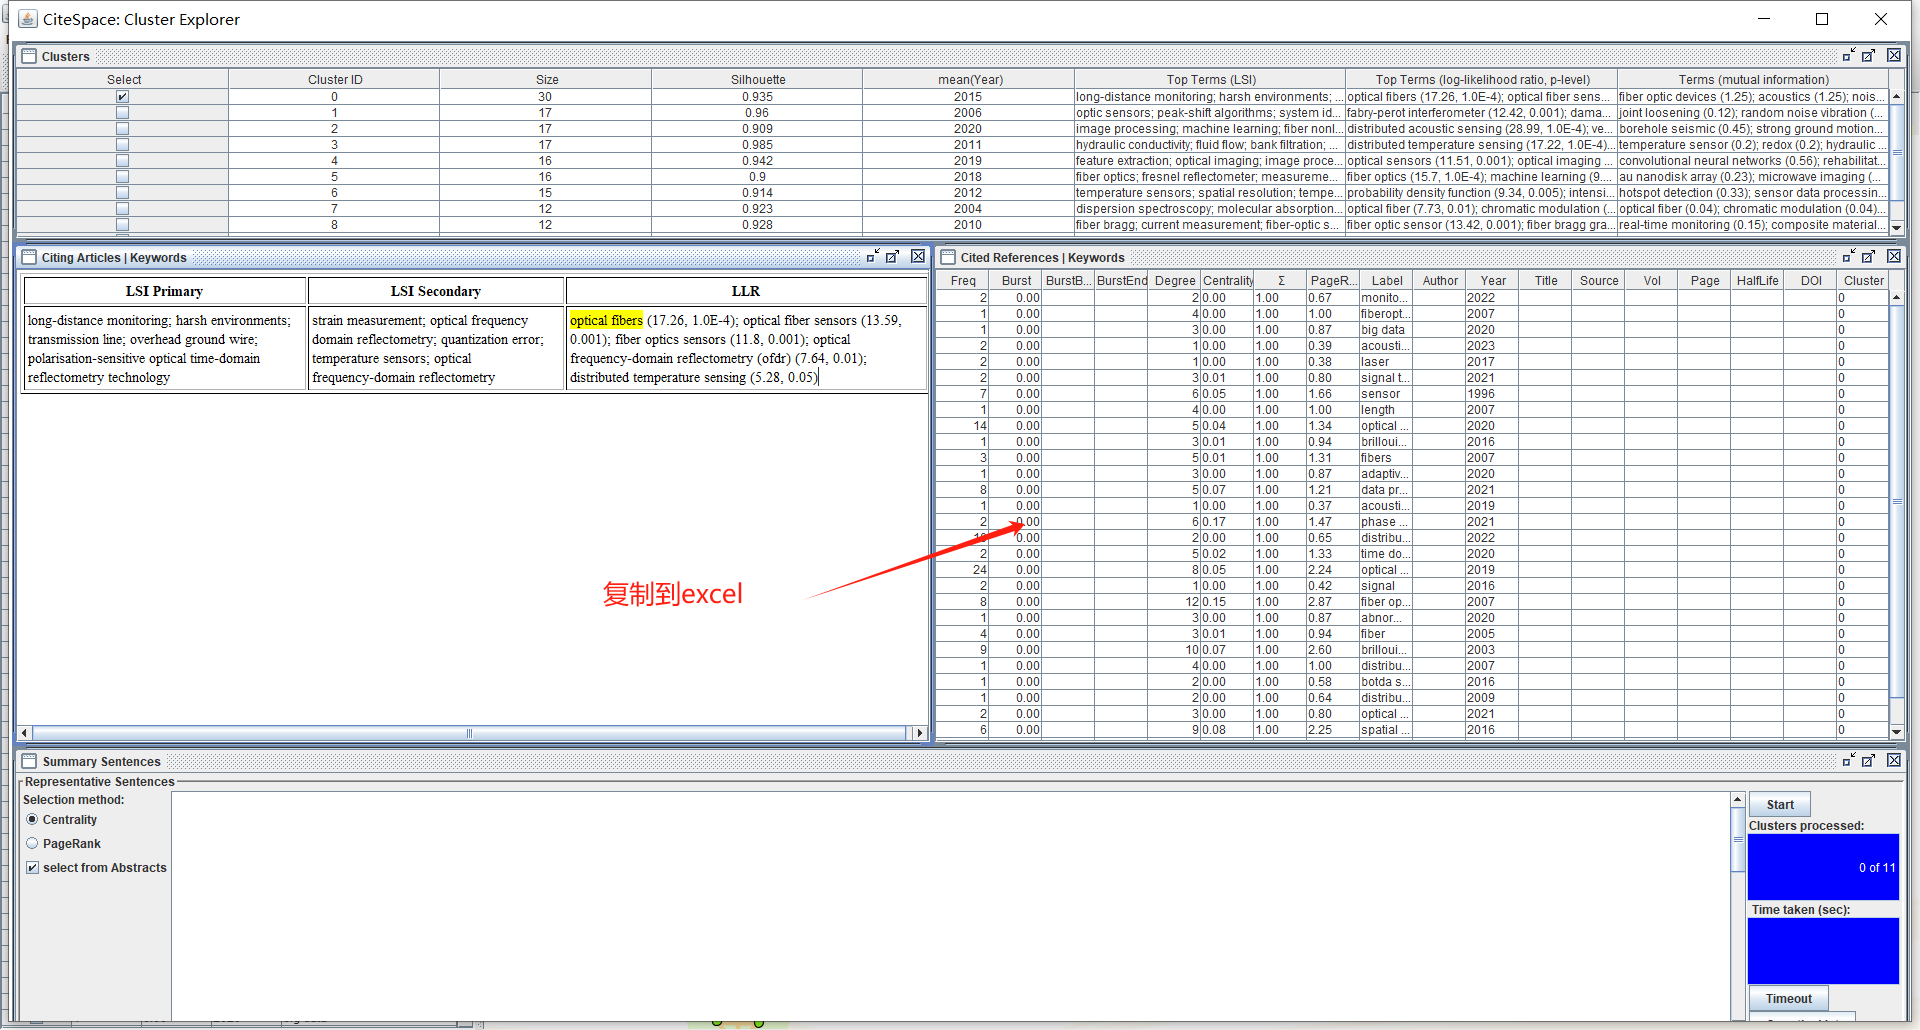 CiteSpace: Cluster Explorer
Clusters
Select Cluster ID Size Silhouette mean(Year) Top Terms (LSI) Top Terms (log-likelihood ratio, p-level) Terms (mutual information)
0 30 0.935 2015 long-distance monitoring; harsh environments; ... optical fibers (17.26, 1.0E-4); optical fiber sens... fiber optic devices (1.25); acoustics (1.25); nois...
1 17 0.96 2006 optic sensors; peak-shift algorithms; system id... fabry-perot interferometer (12.42, 0.001); dama... joint loosening (0.12); random noise vibration (...
2 17 0.909 2020 image processing; machine learning; fiber nonl... distributed acoustic sensing (28.99, 1.0E-4); ve... borehole seismic (0.45); strong ground motion...
3 17 0.985 2011 hydraulic conductivity; fluid flow; bank filtration; ... distributed temperature sensing (17.22, 1.0E-4)... temperature sensor (0.2); redox (0.2); hydraulic ...
4 16 0.942 2019 feature extraction; optical imaging; image proce... optical sensors (11.51, 0.001); optical imaging ... convolutional neural networks (0.56); rehabilitat...
5 16 0.9 2018 fiber optics; fresnel reflectometer; measureme... fiber optics (15.7, 1.0E-4); machine learning (9.... au nanodisk array (0.23); microwave imaging (...
6 15 0.914 2012 temperature sensors; spatial resolution; tempe... probability density function (9.34, 0.005); intensi... hotspot detection (0.33); sensor data processin...
7 12 0.923 2004 dispersion spectroscopy; molecular absorption... optical fiber (7.73, 0.01); chromatic modulation (... optical fiber (0.04); chromatic modulation (0.04)...
8 12 0.928 2010 fiber bragg; current measurement; fiber-optic s... fiber optic sensor (13.42, 0.001); fiber bragg gra... real-time monitoring (0.15); composite material...
Citing Articles | Keywords
LSI Primary LSI Secondary LLR
long-distance monitoring; harsh environments; strain measurement; optical frequency optical fibers (17.26, 1.0E-4); optical fiber sensors (13.59,
transmission line; overhead ground wire; domain reflectometry; quantization error; 0.001); fiber optics sensors (11.8, 0.001); optical
polarisation-sensitive optical time-domain temperature sensors; optical frequency-domain reflectometry (ofdr) (7.64, 0.01);
reflectometry technology frequency-domain reflectometry distributed temperature sensing (5.28, 0.05)
复制到excel
Cited References | Keywords
Freq Burst BurstB... BurstEnd Degree Centrality Σ PageR... Label Author Year Title Source Vol Page HalfLife DOI Cluster
2 0.00 2 0.00 1.00 0.67 monito... 2022 0
1 0.00 4 0.00 1.00 1.00 fiberopt... 2007 0
1 0.00 3 0.00 1.00 0.87 big data 2020 0
2 0.00 1 0.00 1.00 0.39 acousti... 2023 0
2 0.00 1 0.00 1.00 0.38 laser 2017 0
2 0.00 3 0.01 1.00 0.80 signal t... 2021 0
7 0.00 6 0.05 1.00 1.66 sensor 1996 0
1 0.00 4 0.00 1.00 1.00 length 2007 0
14 0.00 5 0.04 1.00 1.34 optical ... 2020 0
1 0.00 3 0.01 1.00 0.94 brilloui... 2016 0
3 0.00 5 0.01 1.00 1.31 fibers 2007 0
1 0.00 3 0.00 1.00 0.87 adaptiv... 2020 0
8 0.00 5 0.07 1.00 1.21 data pr... 2021 0
1 0.00 1 0.00 1.00 0.37 acousti... 2019 0
2 0.00 6 0.17 1.00 1.47 phase ... 2021 0
0.00 2 0.00 1.00 0.65 distribu... 2022 0
2 0.00 5 0.02 1.00 1.33 time do... 2020 0
24 0.00 8 0.05 1.00 2.24 optical ... 2019 0
2 0.00 1 0.00 1.00 0.42 signal 2016 0
8 0.00 12 0.15 1.00 2.87 fiber op... 2007 0
1 0.00 3 0.00 1.00 0.87 abnor... 2020 0
4 0.00 3 0.01 1.00 0.94 fiber 2005 0
9 0.00 10 0.07 1.00 2.60 brilloui... 2003 0
1 0.00 4 0.00 1.00 1.00 distribu... 2007 0
1 0.00 2 0.00 1.00 0.58 botda s... 2016 0
1 0.00 2 0.00 1.00 0.64 distribu... 2009 0
2 0.00 3 0.00 1.00 0.80 optical ... 2021 0
6 0.00 9 0.08 1.00 2.25 spatial ... 2016 0
Summary Sentences
Representative Sentences
Selection method:
Centrality
PageRank
select from Abstracts
Start
Clusters processed:
0 of 11
Time taken (sec):
Timeout